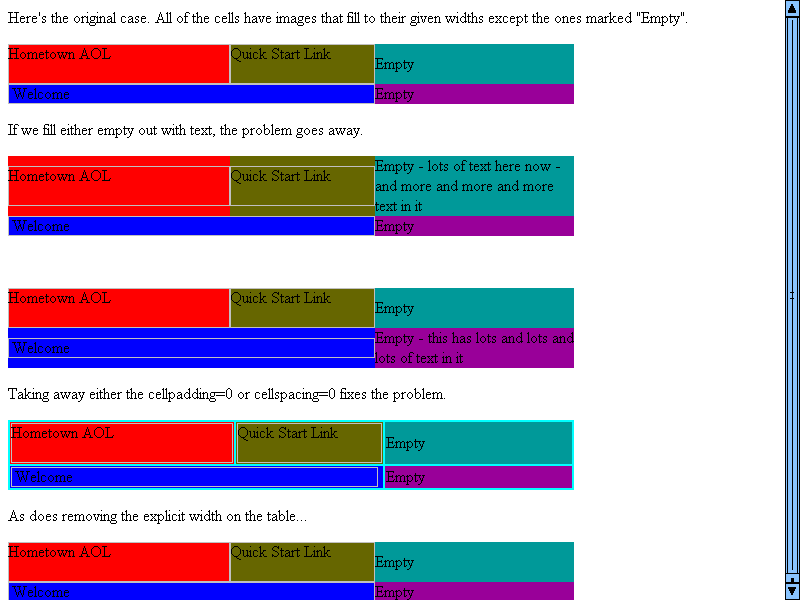 Here's the original case. All of the cells have images that fill to their given widths except the ones marked "Empty".
Hometown AOL Quick Start Link Empty
Welcome Empty
If we fill either empty out with text, the problem goes away.
Hometown AOL Quick Start Link Empty - lots of text here now -
and more and more and more
text in it
Welcome Empty
Hometown AOL Quick Start Link Empty
Welcome Empty - this has lots and lots and
lots of text in it
Taking away either the cellpadding=0 or cellspacing=0 fixes the problem.
Hometown AOL Quick Start Link Empty
Welcome Empty
As does removing the explicit width on the table...
Hometown AOL Quick Start Link Empty
Welcome Empty